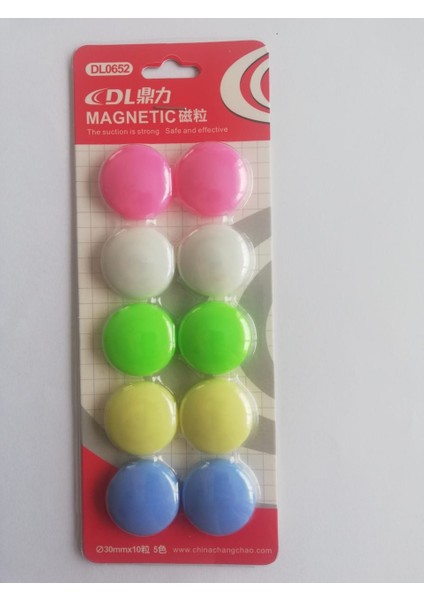 DL0652
DL鼎力
MAGNETIC磁粒
The suction is strong Safe and effective
⌀30mmx10粒 5色 www.chinachangchao.com